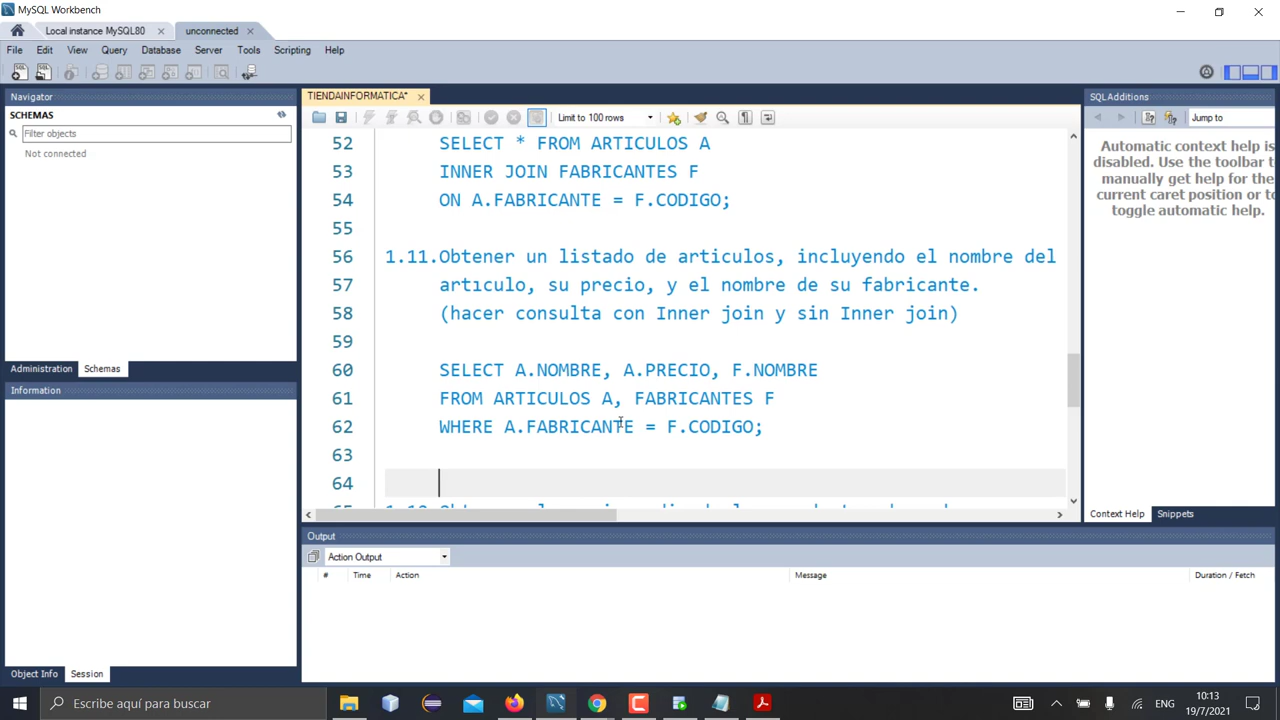 MySQL Workbench
Local instance MySQL80
unconnected
File Edit View Query Database Server Tools Scripting Help
Navigator
SCHEMAS
Filter objects
Not connected
Administration Schemas
Information
Object Info Session
TIENDAINFORMATICA*
Limit to 100 rows
52 SELECT * FROM ARTICULOS A
53 INNER JOIN FABRICANTES F
54 ON A.FABRICANTE = F.CODIGO;
55
56 1.11.Obtener un listado de articulos, incluyendo el nombre del
57 artıculo, su precio, y el nombre de su fabricante.
58 (hacer consulta con Inner join y sin Inner join)
59
60 SELECT A.NOMBRE, A.PRECIO, F.NOMBRE
61 FROM ARTICULOS A, FABRICANTES F
62 WHERE A.FABRICANTE = F.CODIGO;
63
64
SQLAdditions
Jump to
Automatic context help is
disabled. Use the toolbar t
manually get help for the
current caret position or to
toggle automatic help.
Context Help Snippets
Output
Action Output
# Time Action Message Duration / Fetch
Escribe aquí para buscar
ENG
10:13
19/7/2021